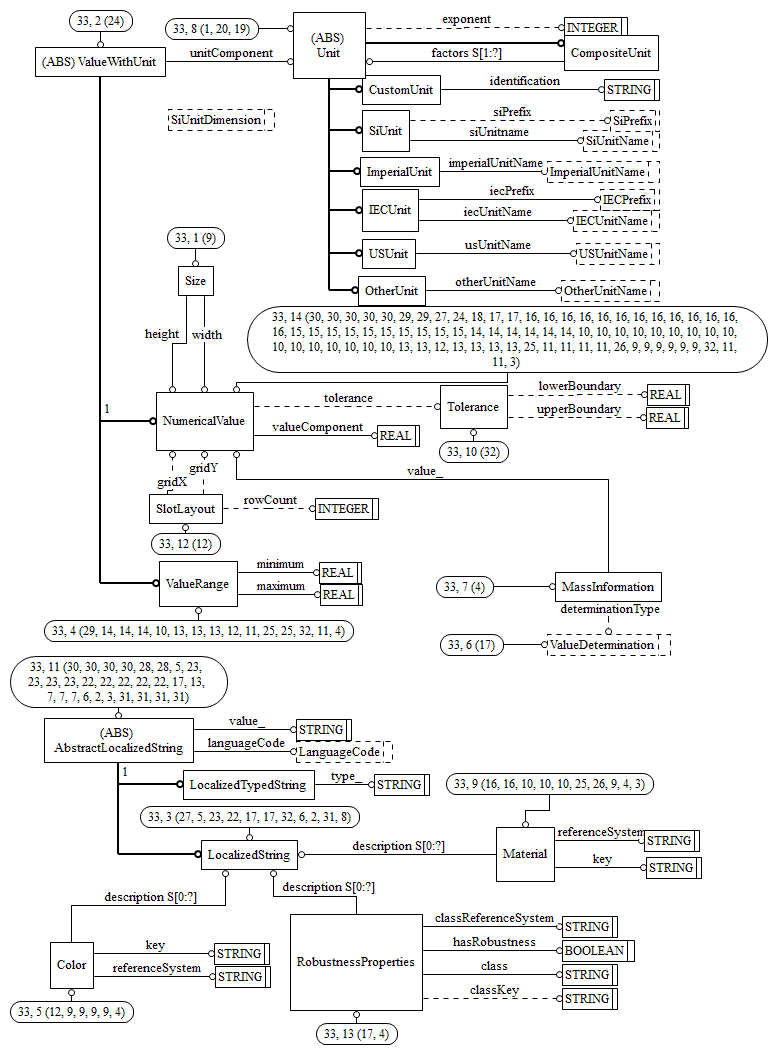 33, 2 (24)
33, 8 (1, 20, 19)
(ABS) ValueWithUnit
unitComponent
(ABS)
Unit
exponent
INTEGER
factors S[1:?]
CompositeUnit
CustomUnit
identification
STRING
SiUnitDimension
SiUnit
siPrefix
SiPrefix
siUnitname
SiUnitName
ImperialUnit
imperialUnitName
ImperialUnitName
IECUnit
iecPrefix
IECPrefix
iecUnitName
IECUnitName
USUnit
usUnitName
USUnitName
OtherUnit
otherUnitName
OtherUnitName
33, 1 (9)
Size
height
width
33, 14 (30, 30, 30, 30, 30, 29, 29, 27, 24, 18, 17, 17, 16, 16, 16, 16, 16, 16, 16, 16, 16, 16, 16,
16, 15, 15, 15, 15, 15, 15, 15, 15, 15, 14, 14, 14, 14, 14, 14, 10, 10, 10, 10, 10, 10, 10, 10, 10,
10, 10, 10, 10, 10, 10, 10, 13, 13, 12, 13, 13, 13, 13, 25, 11, 11, 11, 11, 26, 9, 9, 9, 9, 9, 9, 32, 11,
11, 3)
1
NumericalValue
tolerance
Tolerance
lowerBoundary
REAL
upperBoundary
REAL
valueComponent
REAL
33, 10 (32)
gridX
gridY
value_
SlotLayout
rowCount
INTEGER
33, 12 (12)
ValueRange
minimum
REAL
maximum
REAL
33, 4 (29, 14, 14, 14, 10, 13, 13, 13, 12, 11, 25, 25, 32, 11, 4)
33, 7 (4)
MassInformation
determinationType
33, 6 (17)
ValueDetermination
33, 11 (30, 30, 30, 30, 28, 28, 5, 23,
23, 23, 23, 22, 22, 22, 22, 22, 17, 13,
7, 7, 7, 6, 2, 3, 31, 31, 31, 31)
(ABS)
AbstractLocalizedString
value_
STRING
languageCode
LanguageCode
1
LocalizedTypedString
type_
STRING
33, 9 (16, 16, 10, 10, 10, 25, 26, 9, 4, 3)
33, 3 (27, 5, 23, 22, 17, 17, 32, 6, 2, 31, 8)
LocalizedString
description S[0:?]
Material
referenceSystem
STRING
key
STRING
description S[0:?]
description S[0:?]
Color
key
STRING
referenceSystem
STRING
33, 5 (12, 9, 9, 9, 9, 4)
RobustnessProperties
classReferenceSystem
STRING
hasRobustness
BOOLEAN
class
STRING
classKey
STRING
33, 13 (17, 4)